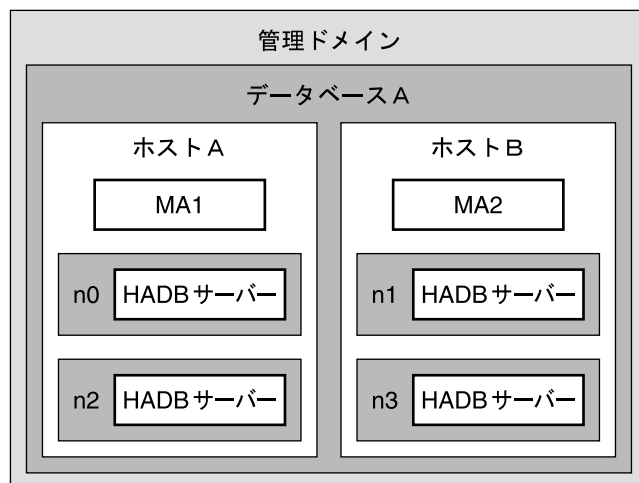 管理ドメイン
データベースA
ホストA
MA1
n0 HADBサーバー
n2 HADBサーバー
ホストB
MA2
n1 HADBサーバー
n3 HADBサーバー